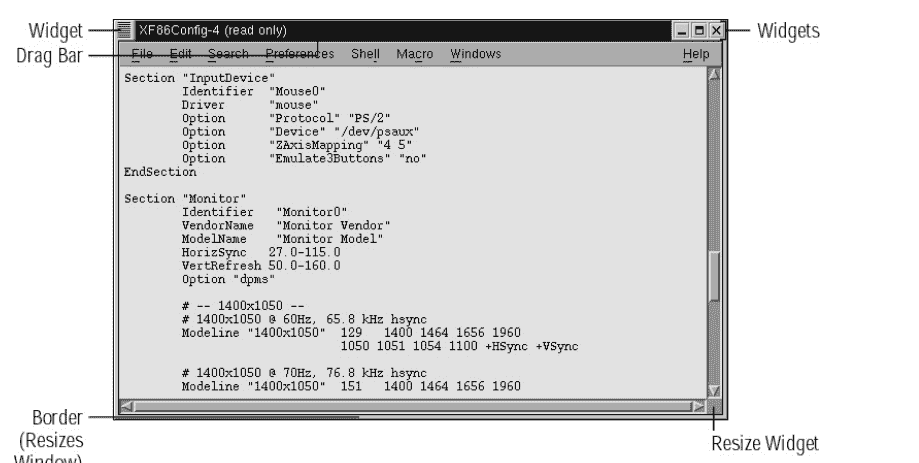 Widget
XF86Config-4 (read only)
Widgets
Drag Bar
File Edit Search Preferences Shell Macro Windows Help
Section "InputDevice"
Identifier "Mouse0"
Driver "mouse"
Option "Protocol" "PS/2"
Option "Device" "/dev/psaux"
Option "ZAxisMapping" "4 5"
Option "Emulate3Buttons" "no"
EndSection
Section "Monitor"
Identifier "Monitor0"
VendorName "Monitor Vendor"
ModelName "Monitor Model"
HorizSync 27.0-115.0
VertRefresh 50.0-160.0
Option "dpms"
# -- 1400x1050 --
# 1400x1050 @ 60Hz, 65.8 kHz hsync
Modeline "1400x1050" 129 1400 1464 1656 1960
1050 1051 1054 1100 +HSync +VSync
# 1400x1050 @ 70Hz, 76.8 kHz hsync
Modeline "1400x1050" 151 1400 1464 1656 1960
Border
(Resizes
Window)
Resize Widget